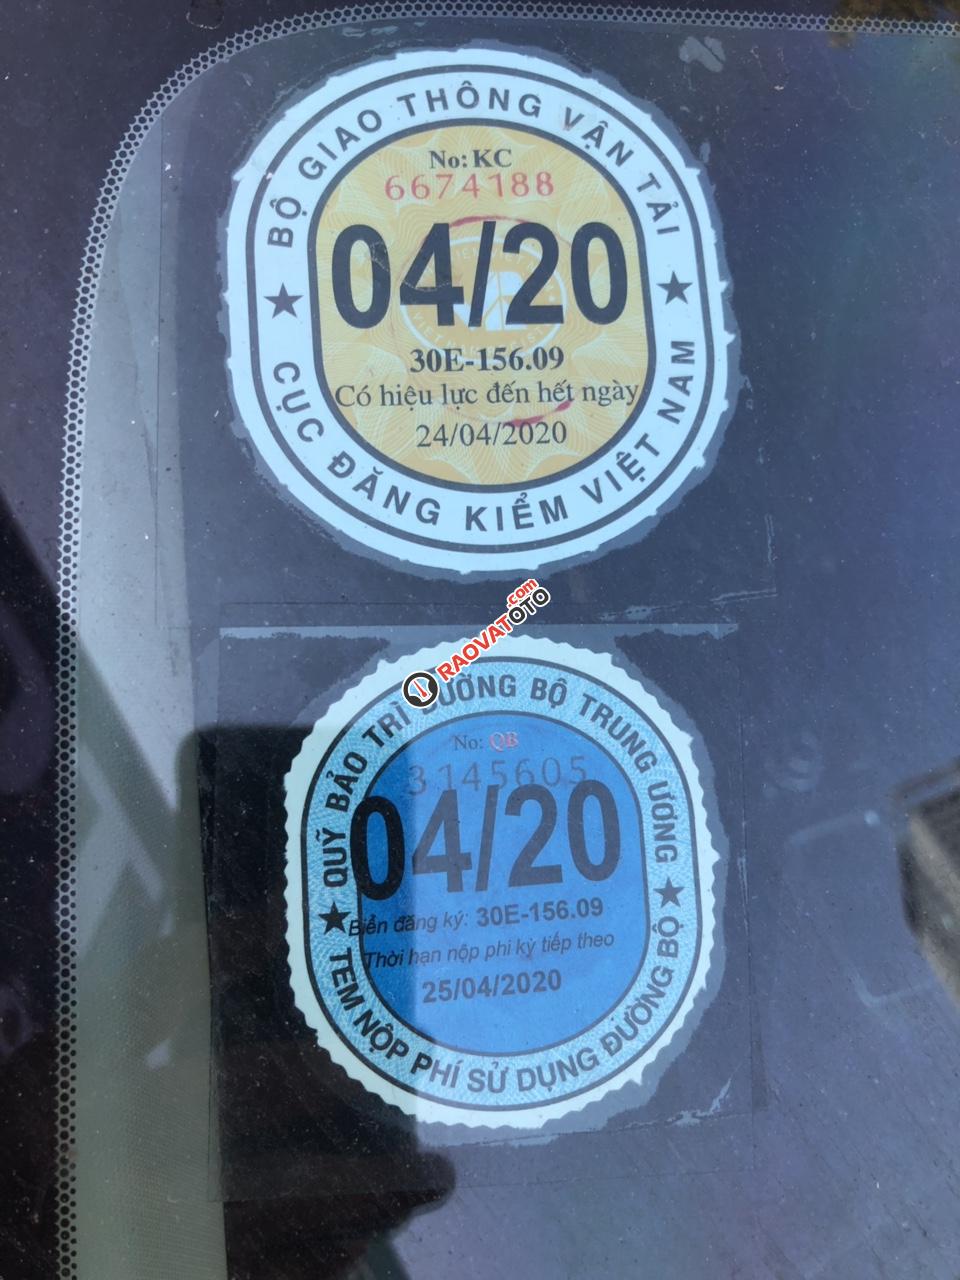 BỘ GIAO THÔNG VẬN TẢI
No: KC
6674188
04/20
30E-156.09
Có hiệu lực đến hết ngày
24/04/2020
★ CỤC ĐĂNG KIỂM VIỆT NAM ★
RAOVATOTO.com
QUỸ BẢO TRÌ ĐƯỜNG BỘ TRUNG ƯƠNG
No: QB
3145605
04/20
Biển đăng ký: 30E-156.09
Thời hạn nộp phí kỳ tiếp theo
25/04/2020
★ TEM NỘP PHÍ SỬ DỤNG ĐƯỜNG BỘ ★